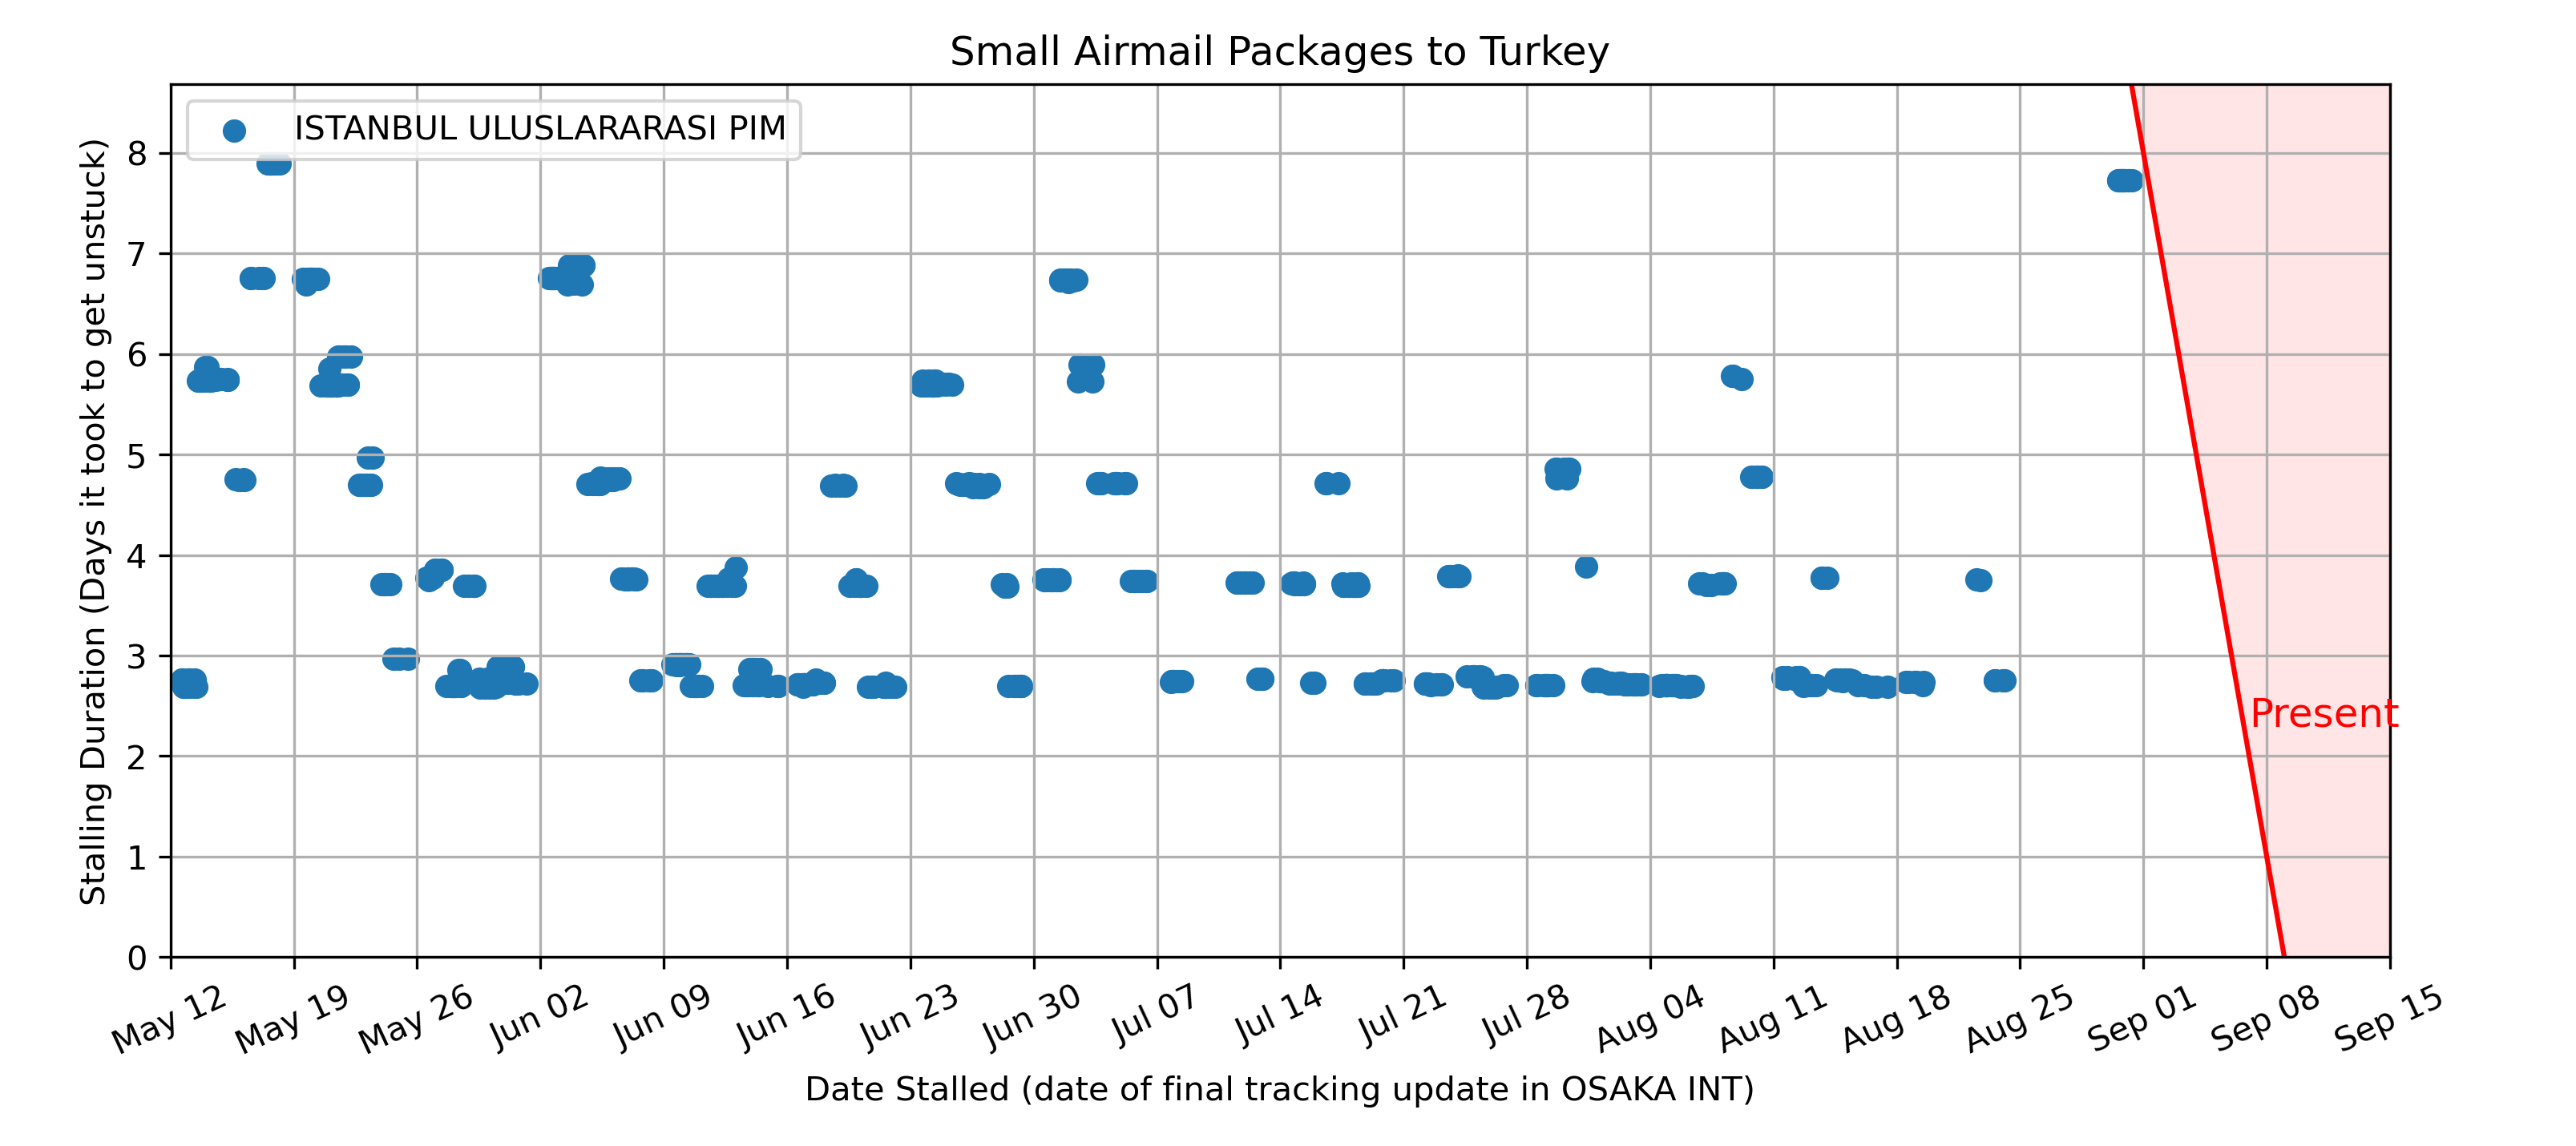 Small Airmail Packages to Turkey
ISTANBUL ULUSLARARASI PIM
Stalling Duration (Days it took to get unstuck)
8
7
6
5
4
3
2
1
0
Present
May 12
May 19
May 26
Jun 02
Jun 09
Jun 16
Jun 23
Jun 30
Jul 07
Jul 14
Jul 21
Jul 28
Aug 04
Aug 11
Aug 18
Aug 25
Sep 01
Sep 08
Sep 15
Date Stalled (date of final tracking update in OSAKA INT)